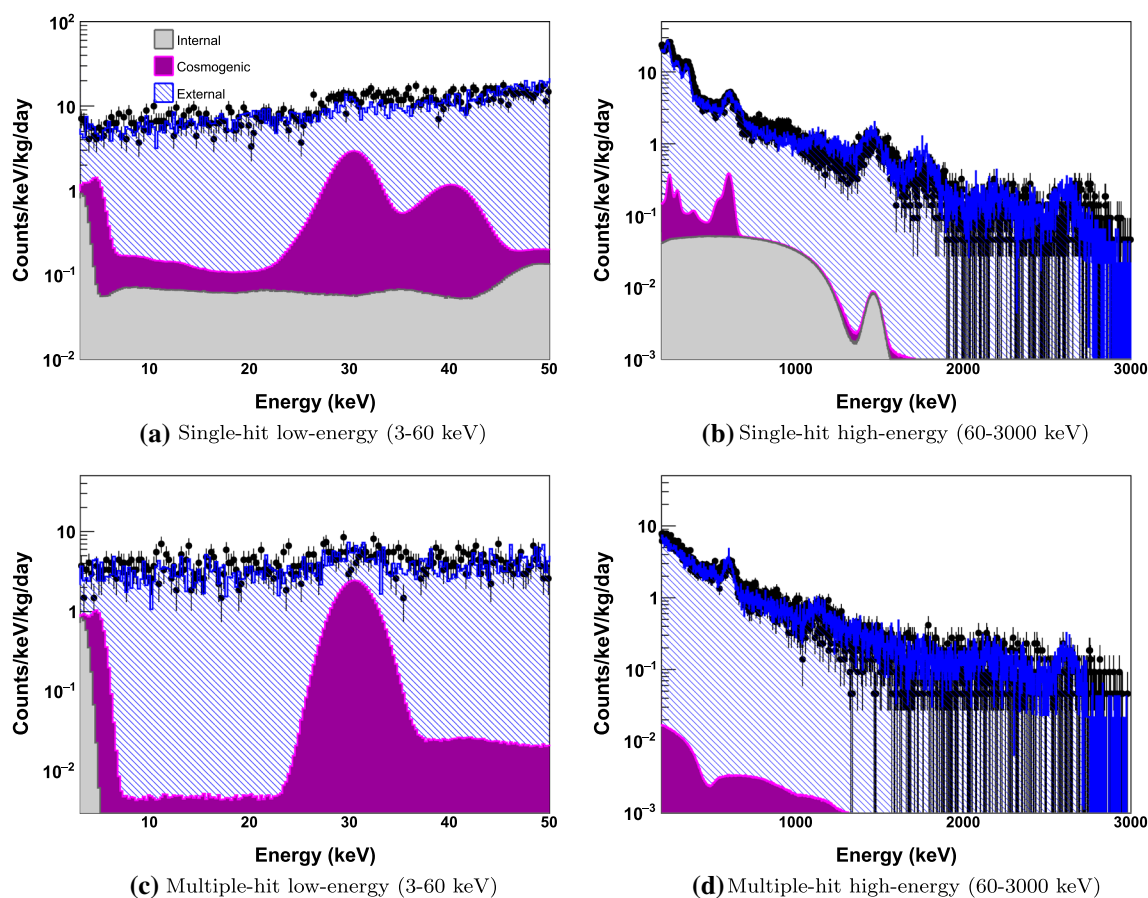 10²
10
1
10⁻¹
10⁻²
Counts/keV/kg/day
Internal
Cosmogenic
External
10 20 30 40 50
Energy (keV)
(a) Single-hit low-energy (3-60 keV)
10
1
10⁻¹
10⁻²
10⁻³
Counts/keV/kg/day
1000 2000 3000
Energy (keV)
(b) Single-hit high-energy (60-3000 keV)
10
1
10⁻¹
10⁻²
Counts/keV/kg/day
10 20 30 40 50
Energy (keV)
(c) Multiple-hit low-energy (3-60 keV)
10
1
10⁻¹
10⁻²
10⁻³
Counts/keV/kg/day
1000 2000 3000
Energy (keV)
(d) Multiple-hit high-energy (60-3000 keV)